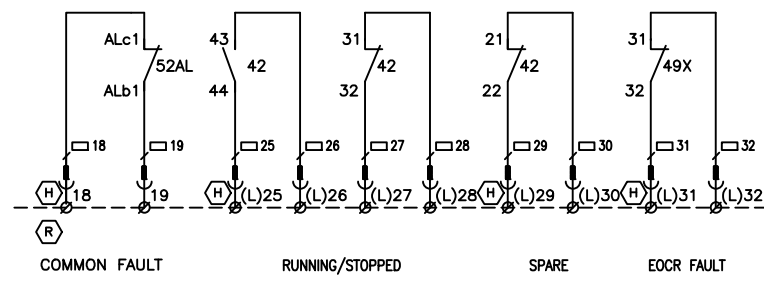 ALc1 43 31 21 31
52AL 42 42 42 49X
ALb1 44 32 22 32
18 19 25 26 27 28 29 30 31 32
H 18 19 H (L)25 (L)26 (L)27 (L)28 H (L)29 (L)30 H (L)31 (L)32
R
COMMON FAULT RUNNING/STOPPED SPARE EOCR FAULT